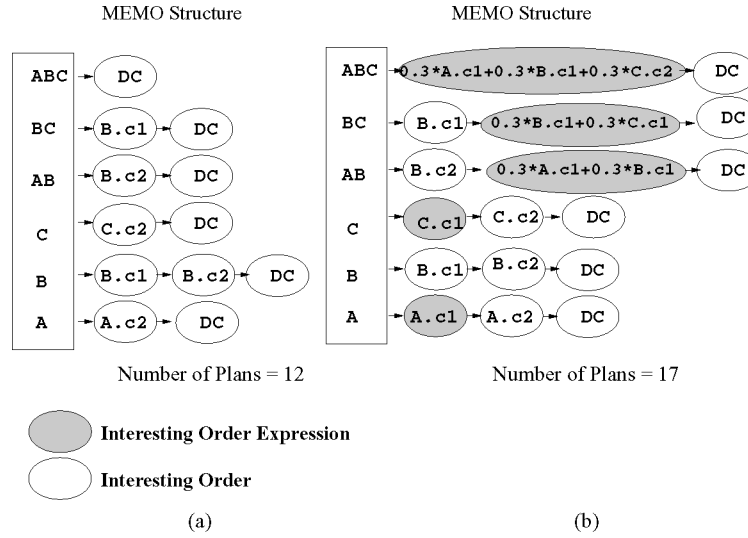 MEMO Structure
ABC DC
BC B.c1 DC
AB B.c2 DC
C C.c2 DC
B B.c1 B.c2 DC
A A.c2 DC
Number of Plans = 12
MEMO Structure
ABC 0.3*A.c1+0.3*B.c1+0.3*C.c2 DC
BC B.c1 0.3*B.c1+0.3*C.c1 DC
AB B.c2 0.3*A.c1+0.3*B.c1 DC
C C.c1 C.c2 DC
B B.c1 B.c2 DC
A A.c1 A.c2 DC
Number of Plans = 17
Interesting Order Expression
Interesting Order
(a)
(b)